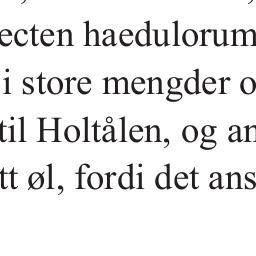 ecten haedulorum
i store mengder o
til Holtålen, og an
tt øl, fordi det ans